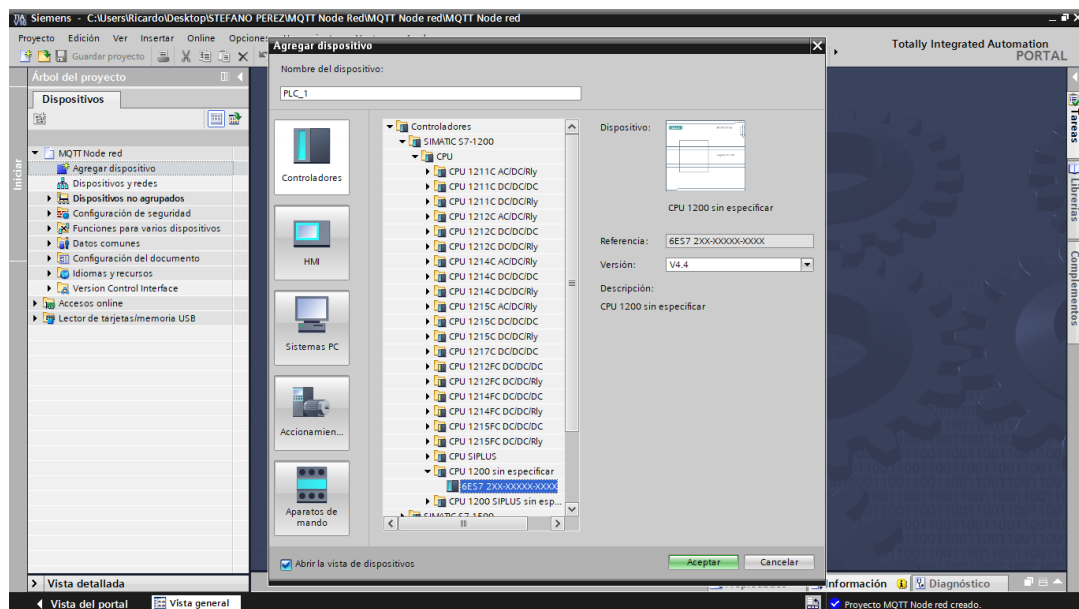 Siemens - C:\Users\Ricardo\Desktop\STEFANO PEREZ\MQTT Node Red\MQTT Node red\MQTT Node red
Proyecto Edición Ver Insertar Online Opciones
Totally Integrated Automation
PORTAL
Guardar proyecto
Árbol del proyecto
Dispositivos
MQTT Node red
Agregar dispositivo
Dispositivos y redes
Dispositivos no agrupados
Configuración de seguridad
Funciones para varios dispositivos
Datos comunes
Configuración del documento
Idiomas y recursos
Version Control Interface
Accesos online
Lector de tarjetas/memoria USB
Iniciar
Agregar dispositivo
Nombre del dispositivo:
PLC_1
Controladores
HMI
Sistemas PC
Accionamien...
Aparatos de
mando
Controladores
SIMATIC S7-1200
CPU
CPU 1211C AC/DC/Rly
CPU 1211C DC/DC/DC
CPU 1211C DC/DC/Rly
CPU 1212C AC/DC/Rly
CPU 1212C DC/DC/DC
CPU 1212C DC/DC/Rly
CPU 1214C AC/DC/Rly
CPU 1214C DC/DC/DC
CPU 1214C DC/DC/Rly
CPU 1215C AC/DC/Rly
CPU 1215C DC/DC/DC
CPU 1215C DC/DC/Rly
CPU 1217C DC/DC/DC
CPU 1212FC DC/DC/DC
CPU 1212FC DC/DC/Rly
CPU 1214FC DC/DC/DC
CPU 1214FC DC/DC/Rly
CPU 1215FC DC/DC/DC
CPU 1215FC DC/DC/Rly
CPU SIPLUS
CPU 1200 sin especificar
6ES7 2XX-XXXXX-XXXX
CPU 1200 SIPLUS sin esp...
SIMATIC S7-1500
Dispositivo:
CPU 1200 sin especificar
Referencia: 6ES7 2XX-XXXXX-XXXX
Versión: V4.4
Descripción:
CPU 1200 sin especificar
Abrir la vista de dispositivos
Aceptar
Cancelar
Tareas
Librerías
Complementos
Vista detallada
Información
Diagnóstico
Vista del portal
Vista general
Proyecto MQTT Node red creado.